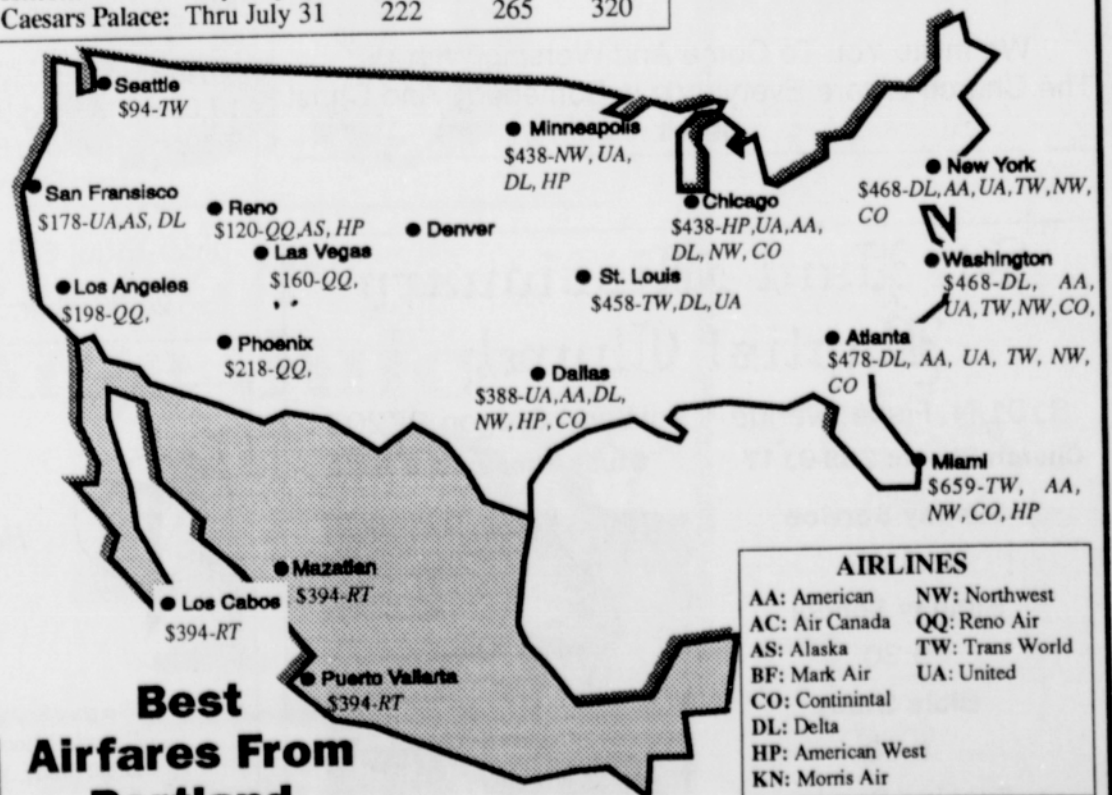 Caesars Palace: Thru July 31 222 265 320
Seattle
$94-TW
Minneapolis
$438-NW, UA,
DL, HP
New York
$468-DL, AA, UA, TW, NW,
CO
San Fransisco
$178-UA,AS, DL
Reno
$120-QQ,AS, HP
Denver
Chicago
$438-HP,UA,AA,
DL, NW, CO
Las Vegas
$160-QQ,
Washington
$468-DL, AA,
UA,TW,NW,CO,
Los Angeles
$198-QQ,
St. Louis
$458-TW,DL,UA
Phoenix
$218-QQ,
Atlanta
$478-DL, AA, UA, TW, NW,
CO
Dallas
$388-UA,AA,DL,
NW, HP, CO
Miami
$659-TW, AA,
NW, CO, HP
Mazatlan
$394-RT
Los Cabos
$394-RT
Puerto Vallarta
$394-RT
Best
Airfares From
Portland
AIRLINES
AA: American NW: Northwest
AC: Air Canada QQ: Reno Air
AS: Alaska TW: Trans World
BF: Mark Air UA: United
CO: Continintal
DL: Delta
HP: American West
KN: Morris Air